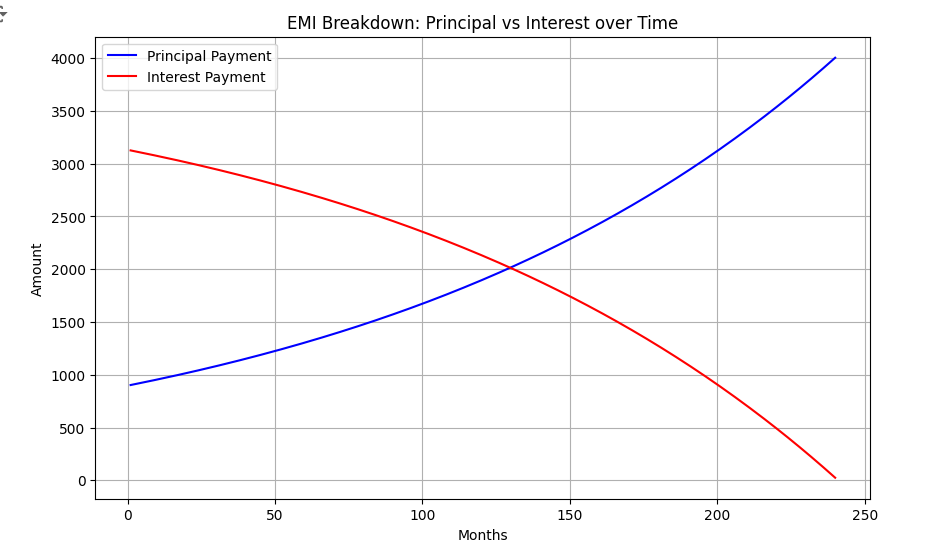 EMI Breakdown: Principal vs Interest over Time
Principal Payment
Interest Payment
4000
3500
3000
2500
2000
1500
1000
500
0
Amount
0 50 100 150 200 250
Months